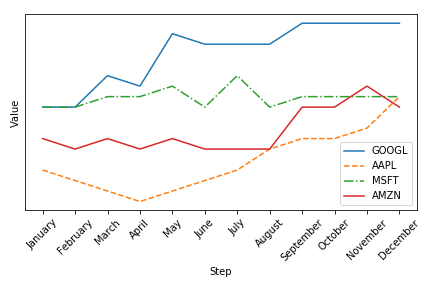 Value
GOOGL
AAPL
MSFT
AMZN
January
February
March
April
May
June
July
August
September
October
November
December
Step